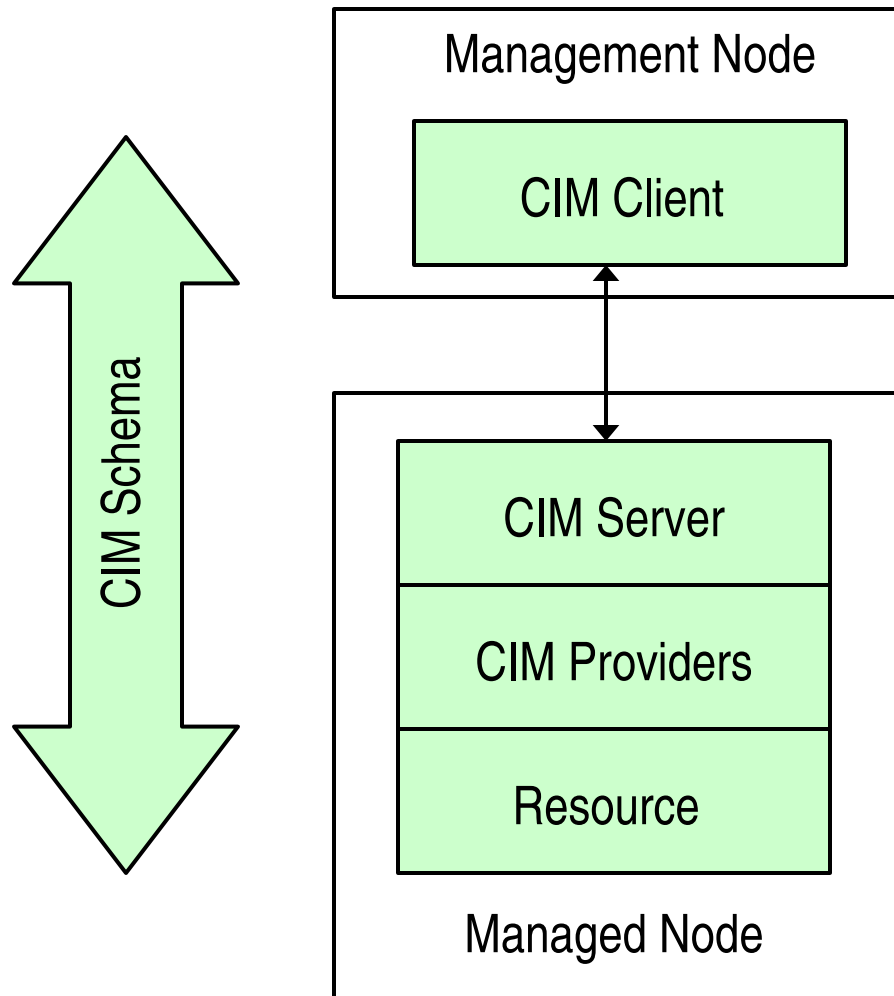 Management Node
CIM Client
CIM Schema
CIM Server
CIM Providers
Resource
Managed Node